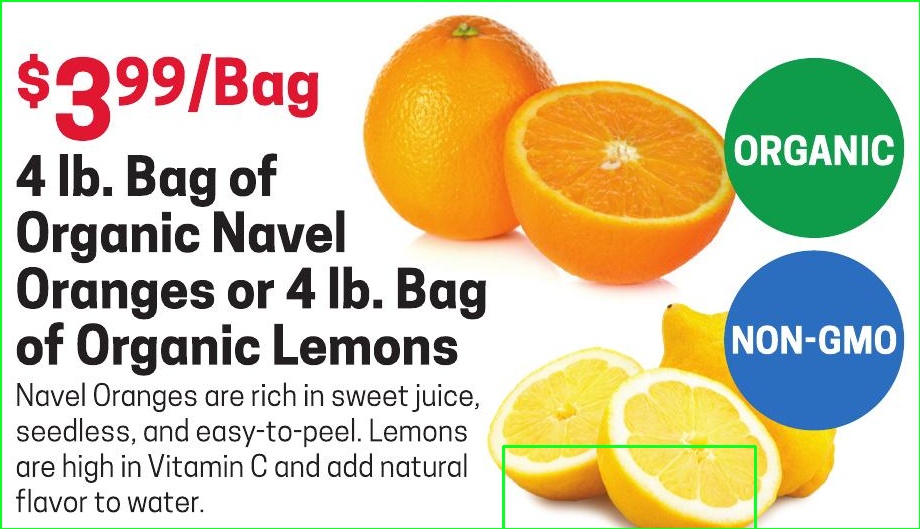 $3.99/Bag
4 lb. Bag of
Organic Navel
Oranges or 4 lb. Bag
of Organic Lemons
Navel Oranges are rich in sweet juice,
seedless, and easy-to-peel. Lemons
are high in Vitamin C and add natural
flavor to water.
ORGANIC
NON-GMO